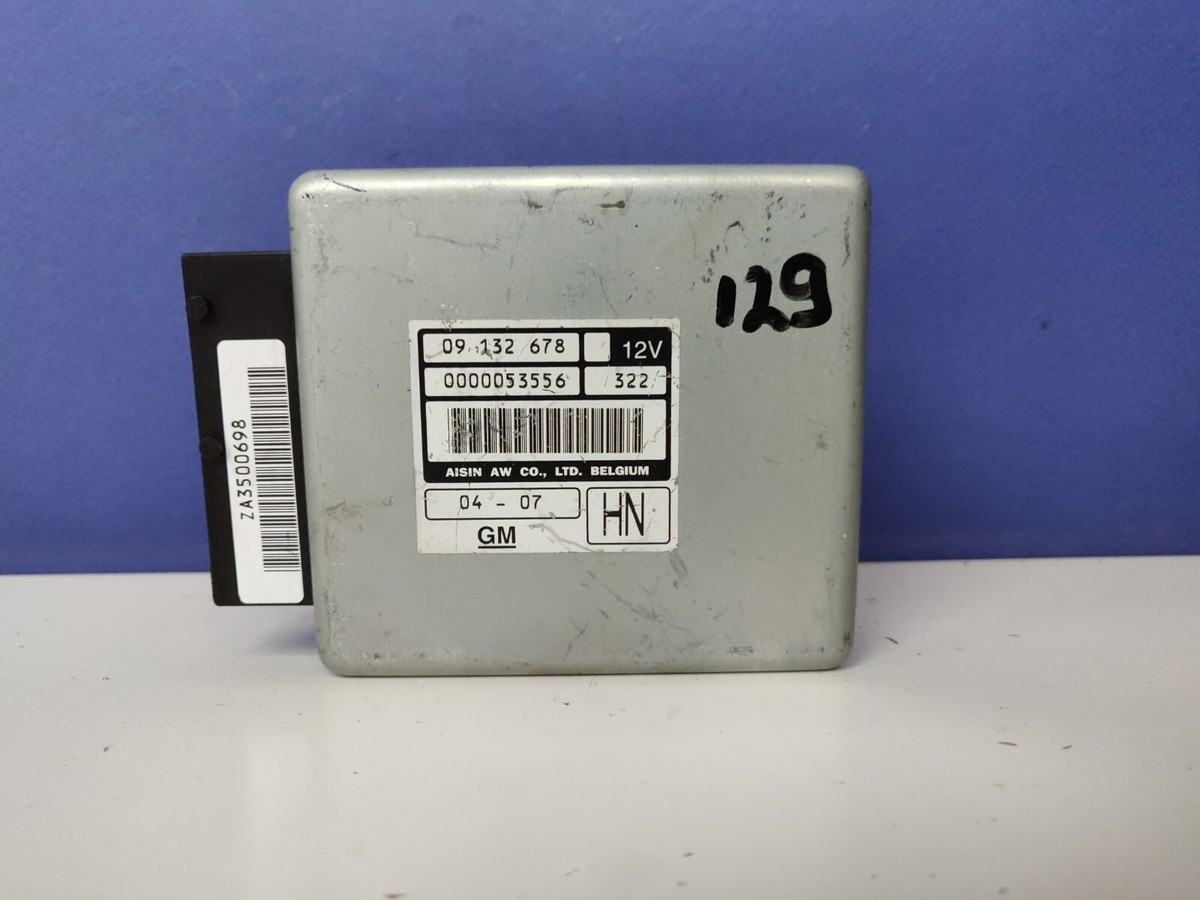 129
09 132 678
12V
0000053556
322
AISIN AW CO., LTD. BELGIUM
04 - 07
HN
GM
ZA3500698